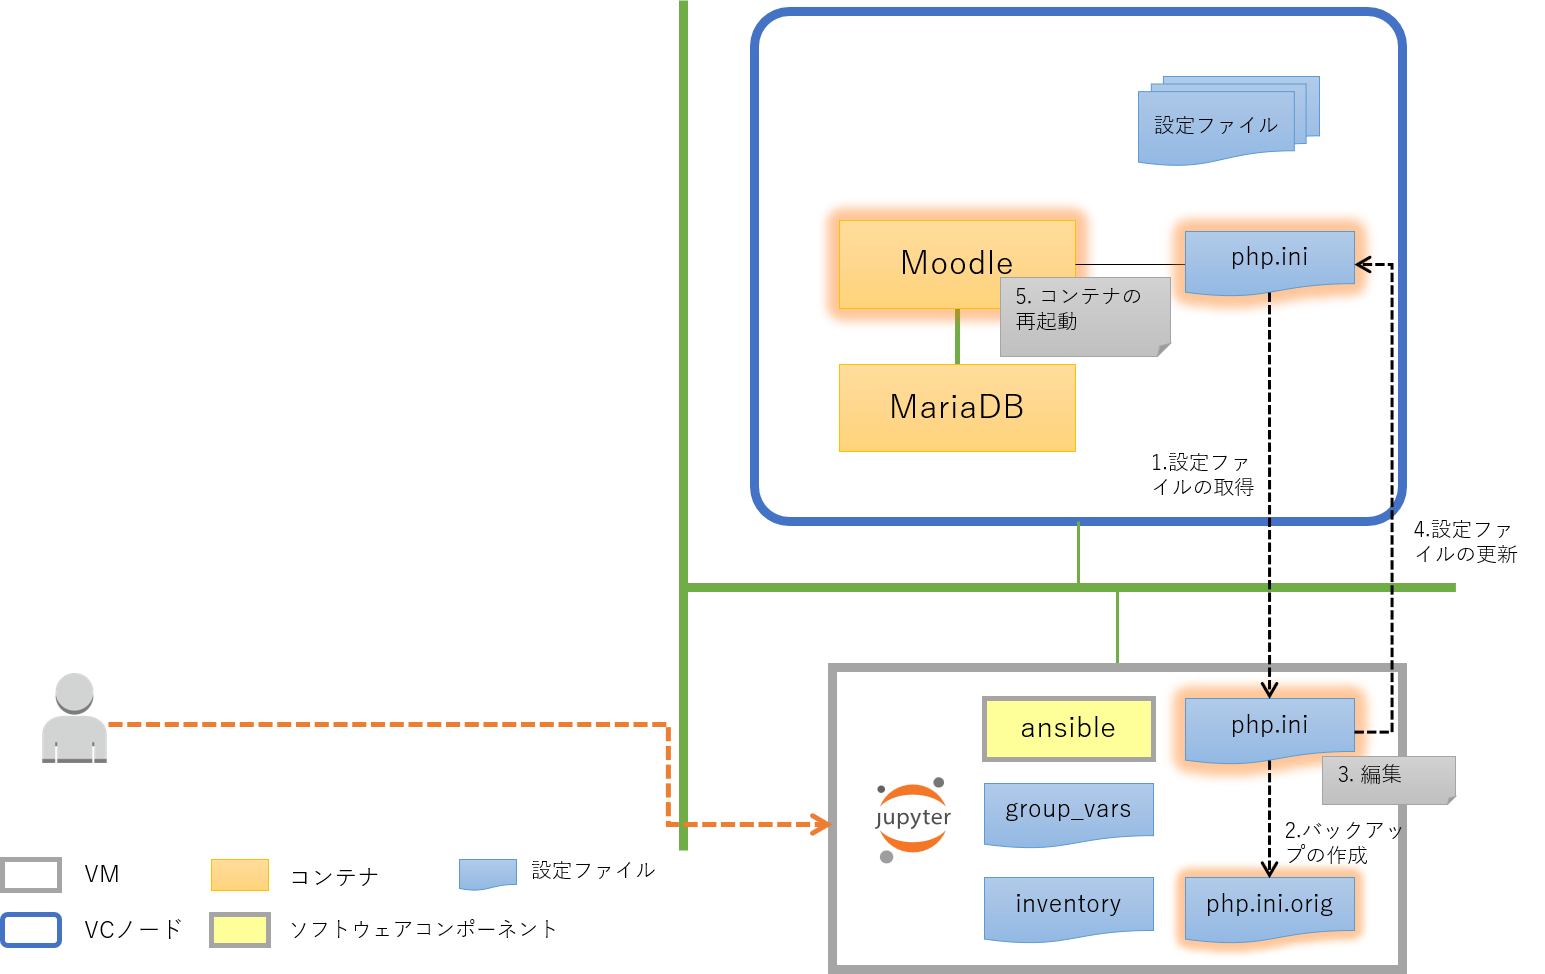 設定ファイル
Moodle
php.ini
5. コンテナの
再起動
MariaDB
1.設定ファ
イルの取得
4.設定ファ
イルの更新
ansible
php.ini
3. 編集
jupyter
group_vars
2.バックアッ
プの作成
inventory
php.ini.orig
VM
コンテナ
設定ファイル
VCノード
ソフトウェアコンポーネント